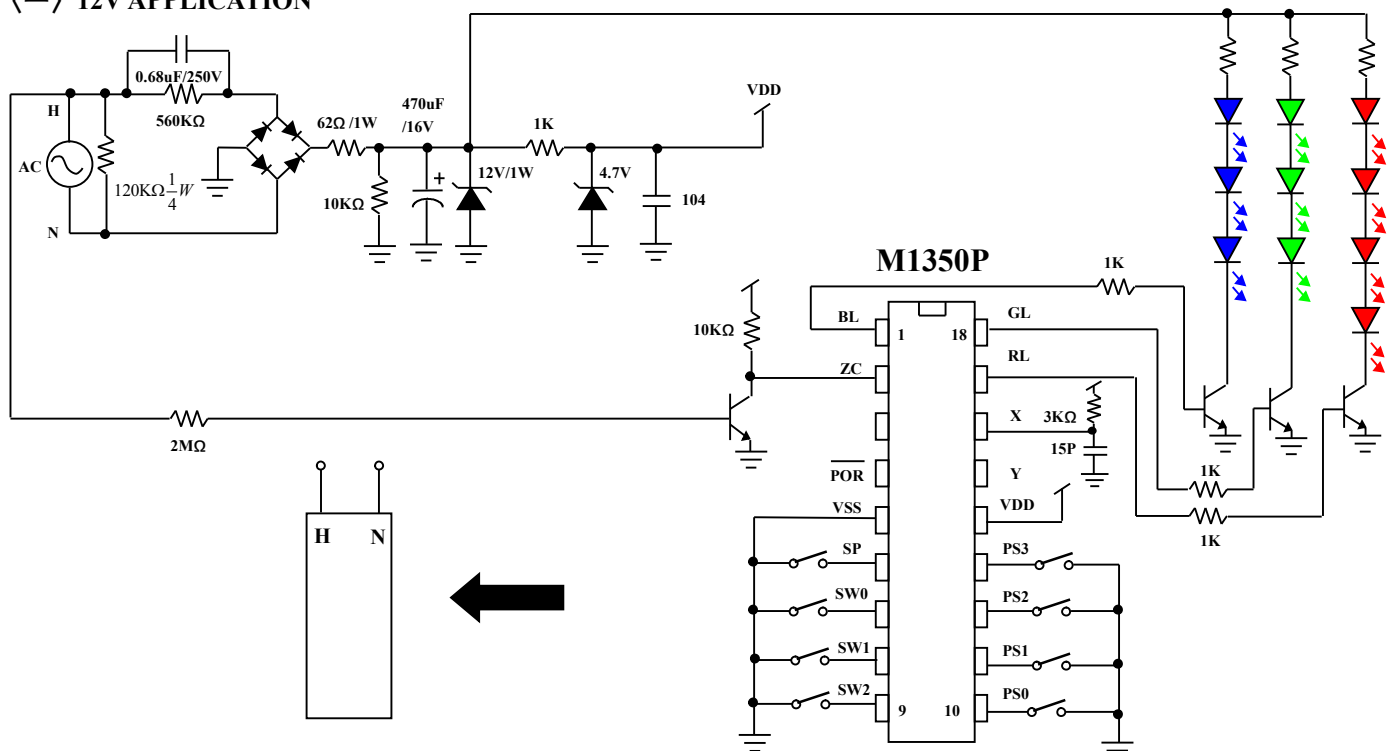 〈一〉12V APPLICATION
0.68uF/250V
H
560KΩ
AC
120KΩ 1/4 W
N
62Ω /1W
470uF
/16V
+
10KΩ
12V/1W
1K
4.7V
104
VDD
M1350P
1K
10KΩ
BL
1
18
GL
ZC
RL
X
3KΩ
15P
2MΩ
POR
Y
1K
VSS
VDD
1K
H N
SP
PS3
SW0
PS2
SW1
PS1
SW2
9
10
PS0